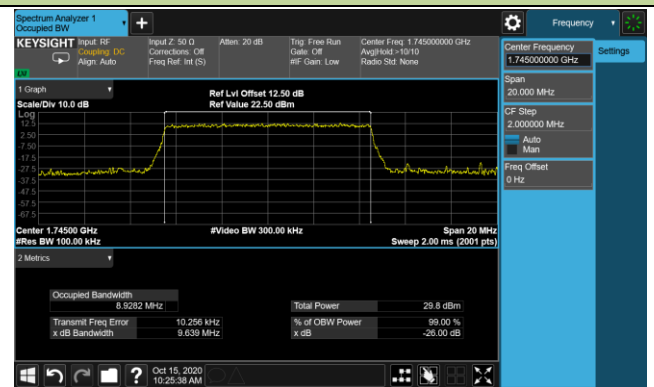 Spectrum Analyzer 1
Occupied BW
Frequency
KEYSIGHT
Input: RF
Coupling: DC
Align: Auto
Input Z: 50 Ω
Corrections: Off
Freq Ref: Int (S)
Atten: 20 dB
Trig: Free Run
Gate: Off
#IF Gain: Low
Center Freq: 1.745000000 GHz
Avg|Hold:>10/10
Radio Std: None
Center Frequency
1.745000000 GHz
Settings
Span
20.000 MHz
CF Step
2.000000 MHz
Auto
Man
Freq Offset
0 Hz
1 Graph
Scale/Div 10.0 dB
Ref Lvl Offset 12.50 dB
Ref Value 22.50 dBm
Log
12.5
2.50
-7.50
-17.5
-27.5
-37.5
-47.5
-57.5
-67.5
Center 1.74500 GHz
#Res BW 100.00 kHz
#Video BW 300.00 kHz
Span 20 MHz
Sweep 2.00 ms (2001 pts)
2 Metrics
Occupied Bandwidth
8.9282 MHz
Total Power 29.8 dBm
Transmit Freq Error 10.256 kHz
% of OBW Power 99.00 %
x dB Bandwidth 9.639 MHz
x dB -26.00 dB
Oct 15, 2020
10:25:38 AM